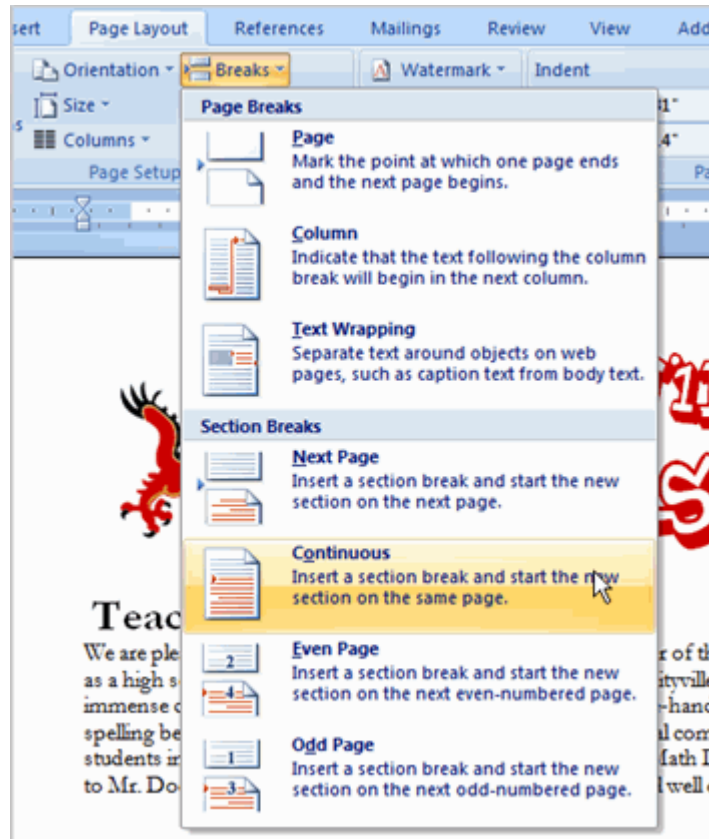 Page Layout References Mailings Review View
Orientation Breaks Watermark Indent
Size
Columns
Page Setup
Page Breaks
Page
Mark the point at which one page ends
and the next page begins.
Column
Indicate that the text following the column
break will begin in the next column.
Text Wrapping
Separate text around objects on web
pages, such as caption text from body text.
Section Breaks
Next Page
Insert a section break and start the new
section on the next page.
Continuous
Insert a section break and start the new
section on the same page.
Even Page
Insert a section break and start the new
section on the next even-numbered page.
Odd Page
Insert a section break and start the new
section on the next odd-numbered page.
Teac
We are ple
as a high s
immense
spelling be
students in
to Mr. Do